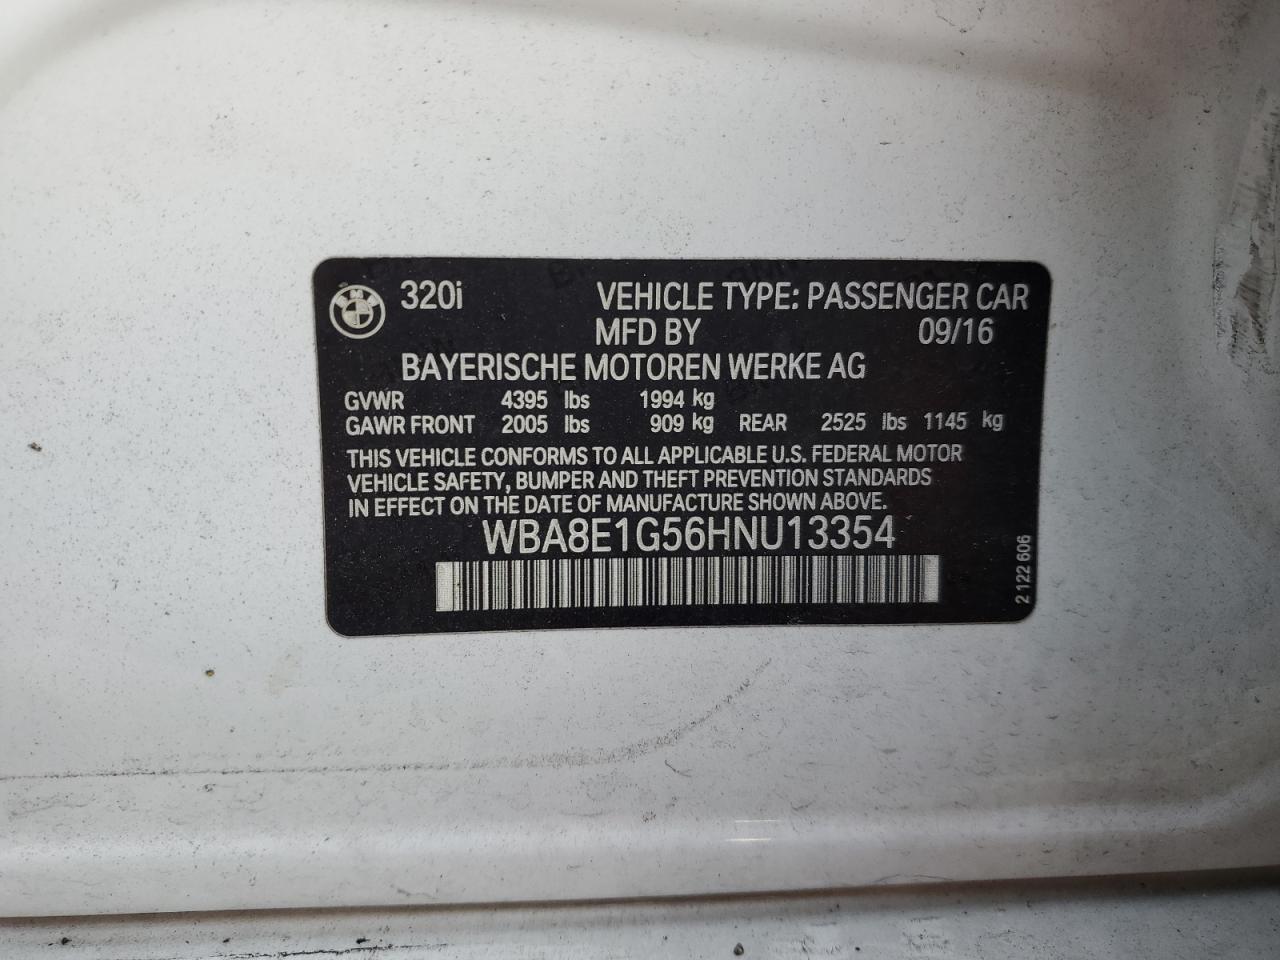 BMW 320i VEHICLE TYPE: PASSENGER CAR
MFD BY 09/16
BAYERISCHE MOTOREN WERKE AG
GVWR 4395 lbs 1994 kg
GAWR FRONT 2005 lbs 909 kg REAR 2525 lbs 1145 kg
THIS VEHICLE CONFORMS TO ALL APPLICABLE U.S. FEDERAL MOTOR
VEHICLE SAFETY, BUMPER AND THEFT PREVENTION STANDARDS
IN EFFECT ON THE DATE OF MANUFACTURE SHOWN ABOVE.
WBA8E1G56HNU13354
2 122 606